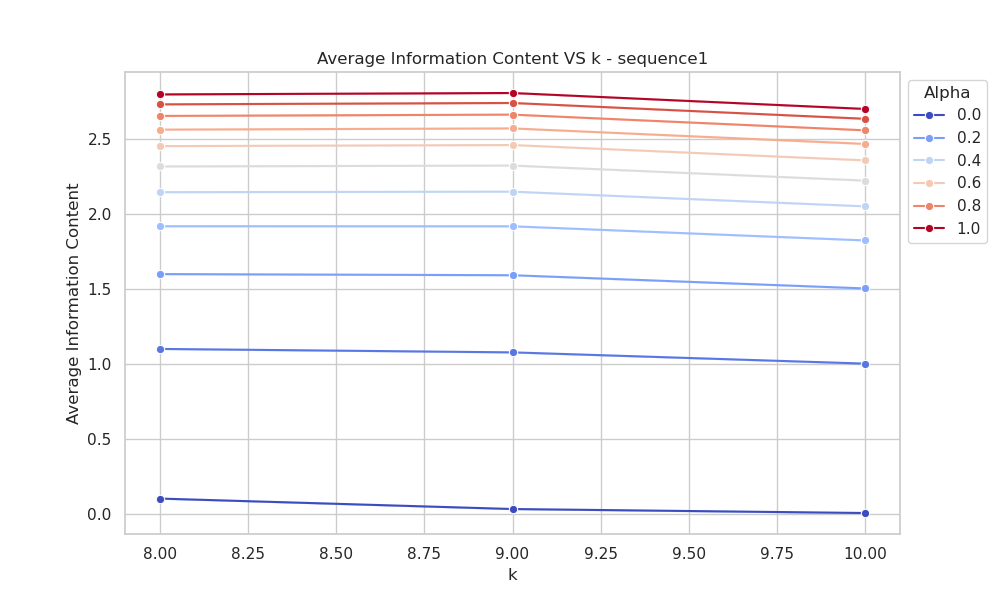 Average Information Content VS k - sequence1
Average Information Content
2.5
2.0
1.5
1.0
0.5
0.0
8.00 8.25 8.50 8.75 9.00 9.25 9.50 9.75 10.00
k
Alpha
0.0
0.2
0.4
0.6
0.8
1.0